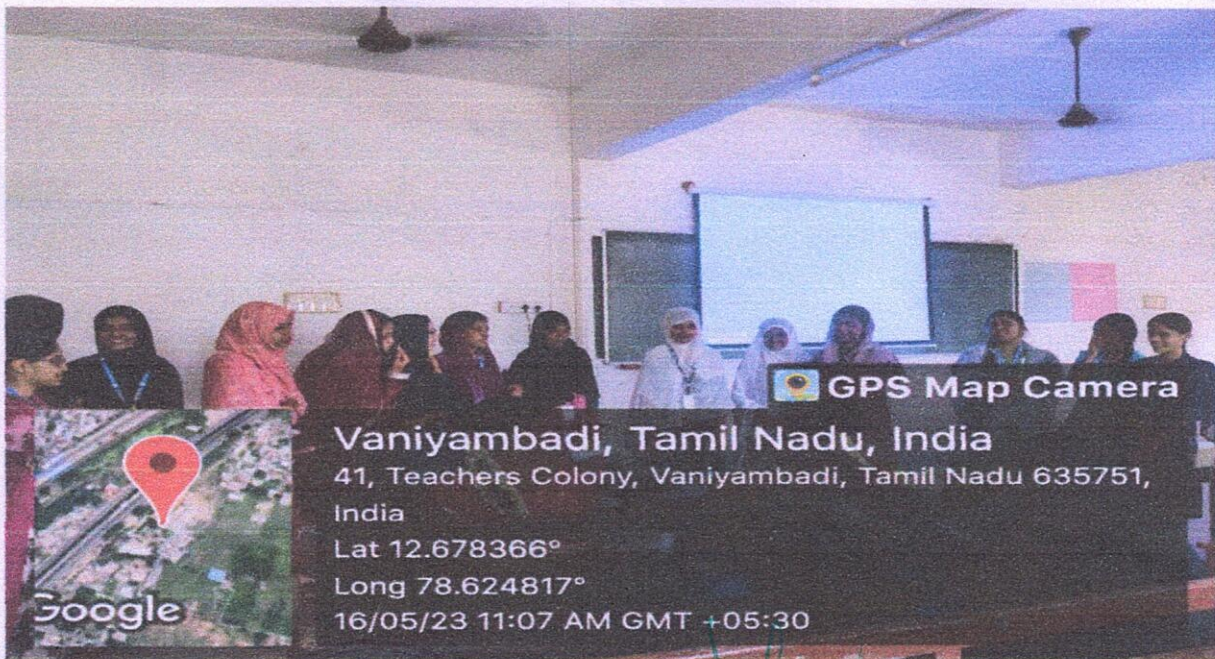 GPS Map Camera
Vaniyambadi, Tamil Nadu, India
41, Teachers Colony, Vaniyambadi, Tamil Nadu 635751,
India
Lat 12.678366°
Long 78.624817°
16/05/23 11:07 AM GMT +05:30
Google